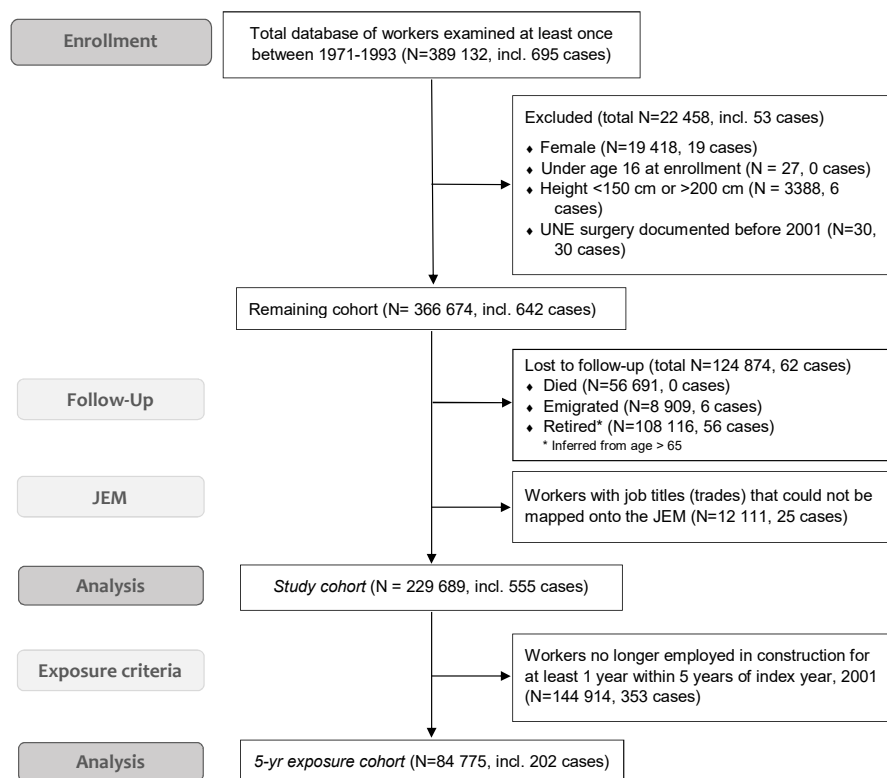 Enrollment
Total database of workers examined at least once
between 1971-1993 (N=389 132, incl. 695 cases)
Excluded (total N=22 458, incl. 53 cases)
♦ Female (N=19 418, 19 cases)
♦ Under age 16 at enrollment (N = 27, 0 cases)
♦ Height <150 cm or >200 cm (N = 3388, 6
cases)
♦ UNE surgery documented before 2001 (N=30,
30 cases)
Remaining cohort (N= 366 674, incl. 642 cases)
Follow-Up
Lost to follow-up (total N=124 874, 62 cases)
♦ Died (N=56 691, 0 cases)
♦ Emigrated (N=8 909, 6 cases)
♦ Retired* (N=108 116, 56 cases)
* Inferred from age > 65
JEM
Workers with job titles (trades) that could not be
mapped onto the JEM (N=12 111, 25 cases)
Analysis
Study cohort (N = 229 689, incl. 555 cases)
Exposure criteria
Workers no longer employed in construction for
at least 1 year within 5 years of index year, 2001
(N=144 914, 353 cases)
Analysis
5-yr exposure cohort (N=84 775, incl. 202 cases)